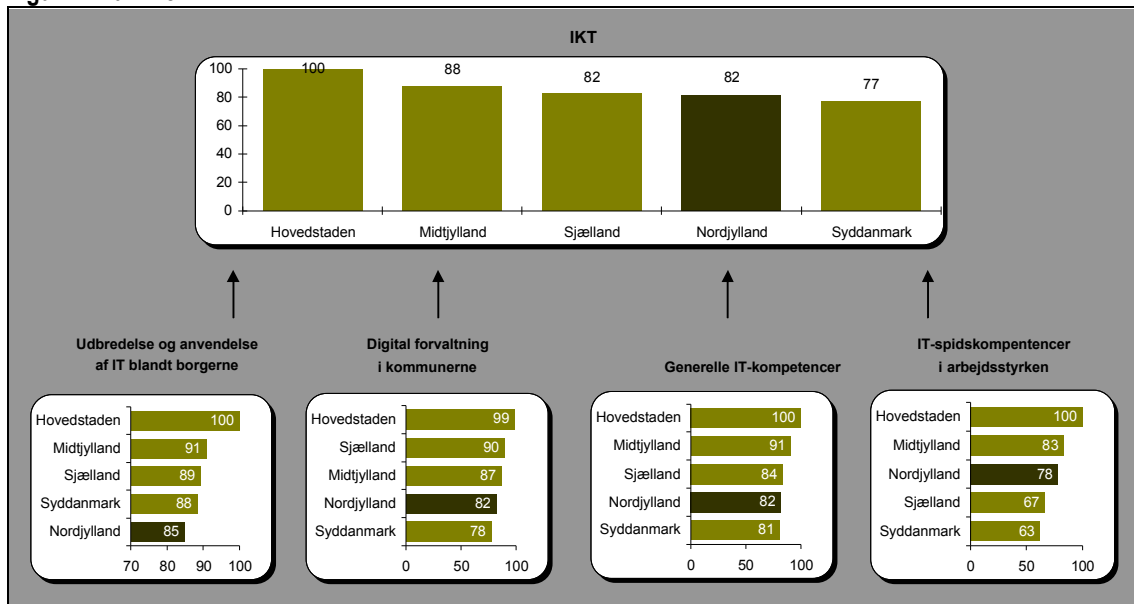 IKT
100
80
60
40
20
0
100 88 82 82 77
Hovedstaden Midtjylland Sjælland Nordjylland Syddanmark
Udbredelse og anvendelse
af IT blandt borgerne
Hovedstaden 100
Midtjylland 91
Sjælland 89
Syddanmark 88
Nordjylland 85
70 80 90 100
Digital forvaltning
i kommunerne
Hovedstaden 99
Sjælland 90
Midtjylland 87
Nordjylland 82
Syddanmark 78
0 50 100
Generelle IT-kompetencer
Hovedstaden 100
Midtjylland 91
Sjælland 84
Nordjylland 82
Syddanmark 81
0 50 100
IT-spidskompentencer
i arbejdsstyrken
Hovedstaden 100
Midtjylland 83
Nordjylland 78
Sjælland 67
Syddanmark 63
0 50 100